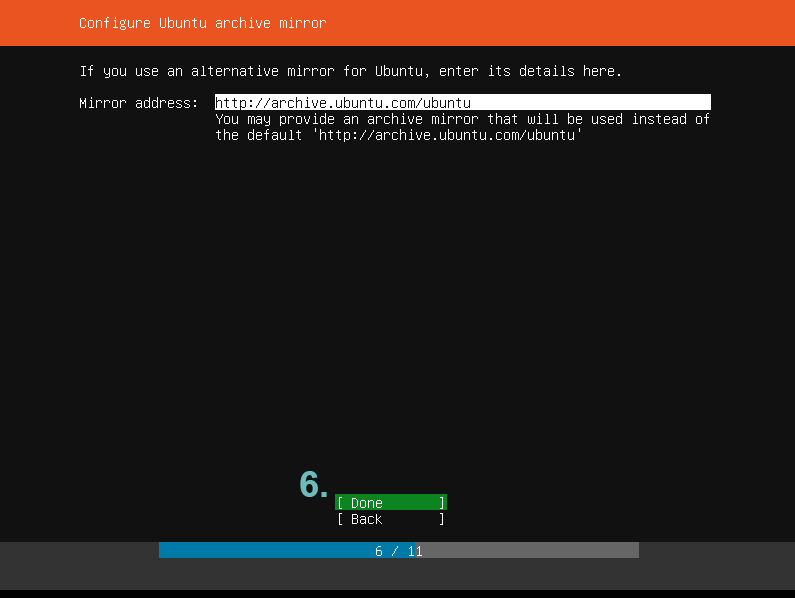 Configure Ubuntu archive mirror
If you use an alternative mirror for Ubuntu, enter its details here.
Mirror address: http://archive.ubuntu.com/ubuntu
You may provide an archive mirror that will be used instead of
the default 'http://archive.ubuntu.com/ubuntu'
6.
[ Done ]
[ Back ]
6 / 11